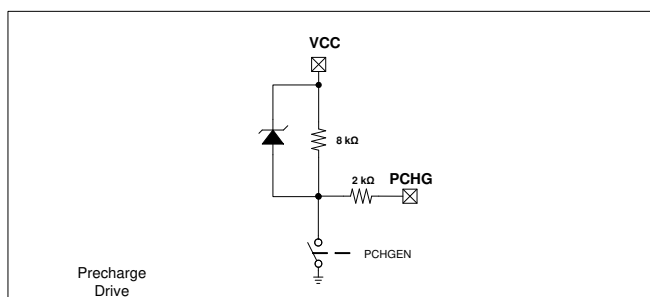 VCC
8 kΩ
2 kΩ
PCHG
PCHGEN
Precharge
Drive